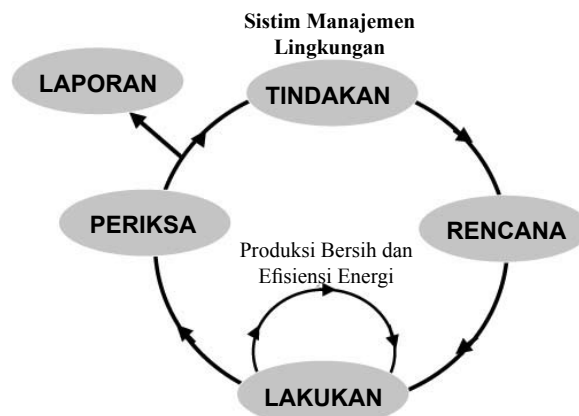 Sistim Manajemen
Lingkungan
LAPORAN
TINDAKAN
PERIKSA
RENCANA
Produksi Bersih dan
Efisiensi Energi
LAKUKAN